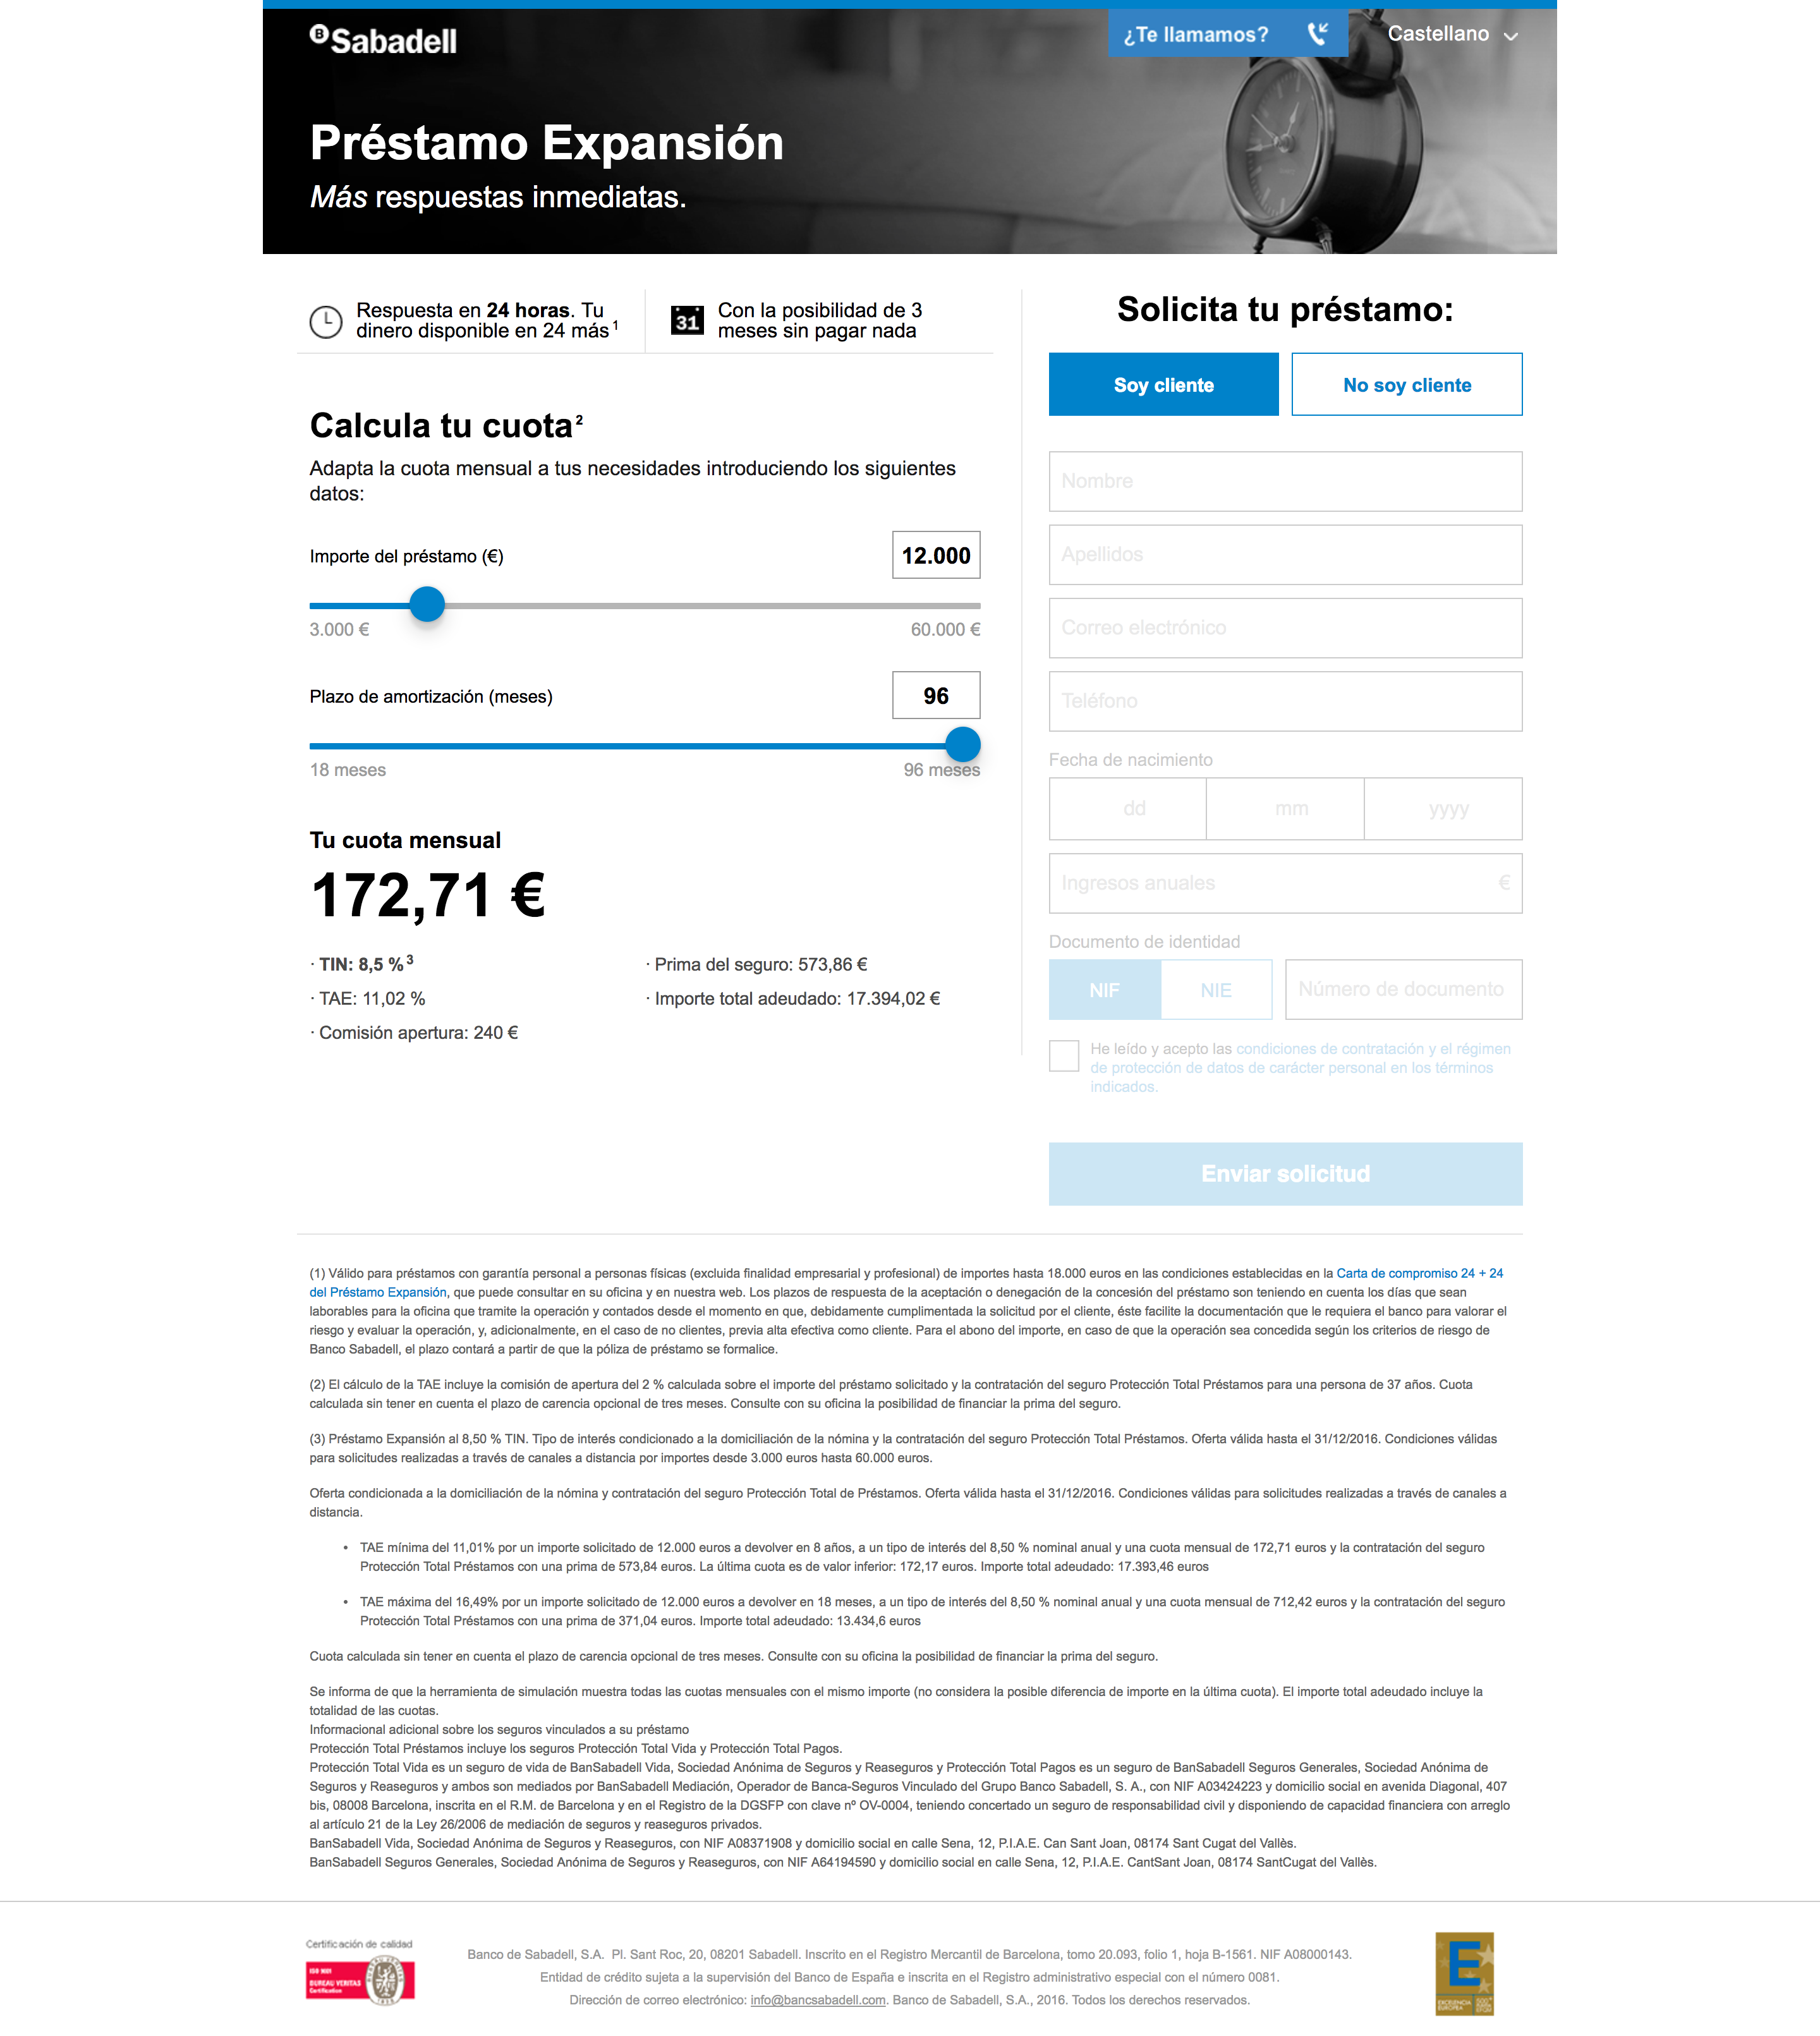 B Sabadell
¿Te llamamos?
Castellano
Préstamo Expansión
Más respuestas inmediatas.
Respuesta en 24 horas. Tu
dinero disponible en 24 más 1
31
Con la posibilidad de 3
meses sin pagar nada
Calcula tu cuota 2
Adapta la cuota mensual a tus necesidades introduciendo los siguientes
datos:
Importe del préstamo (€)
12.000
3.000 €
60.000 €
Plazo de amortización (meses)
96
18 meses
96 meses
Tu cuota mensual
172,71 €
· TIN: 8,5 % 3
· TAE: 11,02 %
· Comisión apertura: 240 €
· Prima del seguro: 573,86 €
· Importe total adeudado: 17.394,02 €
Solicita tu préstamo:
Soy cliente
No soy cliente
Nombre
Apellidos
Correo electrónico
Teléfono
Fecha de nacimiento
dd
mm
yyyy
Ingresos anuales
€
Documento de identidad
NIF
NIE
Número de documento
He leído y acepto las condiciones de contratación y el régimen
de protección de datos de carácter personal en los términos
indicados.
Enviar solicitud
(1) Válido para préstamos con garantía personal a personas físicas (excluida finalidad empresarial y profesional) de importes hasta 18.000 euros en las condiciones establecidas en la Carta de compromiso 24 + 24
del Préstamo Expansión, que puede consultar en su oficina y en nuestra web. Los plazos de respuesta de la aceptación o denegación de la concesión del préstamo son teniendo en cuenta los días que sean
laborables para la oficina que tramite la operación y contados desde el momento en que, debidamente cumplimentada la solicitud por el cliente, éste facilite la documentación que le requiera el banco para valorar el
riesgo y evaluar la operación, y, adicionalmente, en el caso de no clientes, previa alta efectiva como cliente. Para el abono del importe, en caso de que la operación sea concedida según los criterios de riesgo de
Banco Sabadell, el plazo contará a partir de que la póliza de préstamo se formalice.
(2) El cálculo de la TAE incluye la comisión de apertura del 2 % calculada sobre el importe del préstamo solicitado y la contratación del seguro Protección Total Préstamos para una persona de 37 años. Cuota
calculada sin tener en cuenta el plazo de carencia opcional de tres meses. Consulte con su oficina la posibilidad de financiar la prima del seguro.
(3) Préstamo Expansión al 8,50 % TIN. Tipo de interés condicionado a la domiciliación de la nómina y la contratación del seguro Protección Total Préstamos. Oferta válida hasta el 31/12/2016. Condiciones válidas
para solicitudes realizadas a través de canales a distancia por importes desde 3.000 euros hasta 60.000 euros.
Oferta condicionada a la domiciliación de la nómina y contratación del seguro Protección Total de Préstamos. Oferta válida hasta el 31/12/2016. Condiciones válidas para solicitudes realizadas a través de canales a
distancia.
• TAE mínima del 11,01% por un importe solicitado de 12.000 euros a devolver en 8 años, a un tipo de interés del 8,50 % nominal anual y una cuota mensual de 172,71 euros y la contratación del seguro
Protección Total Préstamos con una prima de 573,84 euros. La última cuota es de valor inferior: 172,17 euros. Importe total adeudado: 17.393,46 euros
• TAE máxima del 16,49% por un importe solicitado de 12.000 euros a devolver en 18 meses, a un tipo de interés del 8,50 % nominal anual y una cuota mensual de 712,42 euros y la contratación del seguro
Protección Total Préstamos con una prima de 371,04 euros. Importe total adeudado: 13.434,6 euros
Cuota calculada sin tener en cuenta el plazo de carencia opcional de tres meses. Consulte con su oficina la posibilidad de financiar la prima del seguro.
Se informa de que la herramienta de simulación muestra todas las cuotas mensuales con el mismo importe (no considera la posible diferencia de importe en la última cuota). El importe total adeudado incluye la
totalidad de las cuotas.
Informacional adicional sobre los seguros vinculados a su préstamo
Protección Total Préstamos incluye los seguros Protección Total Vida y Protección Total Pagos.
Protección Total Vida es un seguro de vida de BanSabadell Vida, Sociedad Anónima de Seguros y Reaseguros y Protección Total Pagos es un seguro de BanSabadell Seguros Generales, Sociedad Anónima de
Seguros y Reaseguros y ambos son mediados por BanSabadell Mediación, Operador de Banca-Seguros Vinculado del Grupo Banco Sabadell, S. A., con NIF A03424223 y domicilio social en avenida Diagonal, 407
bis, 08008 Barcelona, inscrita en el R.M. de Barcelona y en el Registro de la DGSFP con clave nº OV-0004, teniendo concertado un seguro de responsabilidad civil y disponiendo de capacidad financiera con arreglo
al artículo 21 de la Ley 26/2006 de mediación de seguros y reaseguros privados.
BanSabadell Vida, Sociedad Anónima de Seguros y Reaseguros, con NIF A08371908 y domicilio social en calle Sena, 12, P.I.A.E. Can Sant Joan, 08174 Sant Cugat del Vallès.
BanSabadell Seguros Generales, Sociedad Anónima de Seguros y Reaseguros, con NIF A64194590 y domicilio social en calle Sena, 12, P.I.A.E. CantSant Joan, 08174 SantCugat del Vallès.
Certificación de calidad
ISO 9001
BUREAU VERITAS
Certification
Banco de Sabadell, S.A. Pl. Sant Roc, 20, 08201 Sabadell. Inscrito en el Registro Mercantil de Barcelona, tomo 20.093, folio 1, hoja B-1561. NIF A08000143.
Entidad de crédito sujeta a la supervisión del Banco de España e inscrita en el Registro administrativo especial con el número 0081.
Dirección de correo electrónico: info@bancsabadell.com. Banco de Sabadell, S.A., 2016. Todos los derechos reservados.
E
EXCELENCIA
EUROPEA